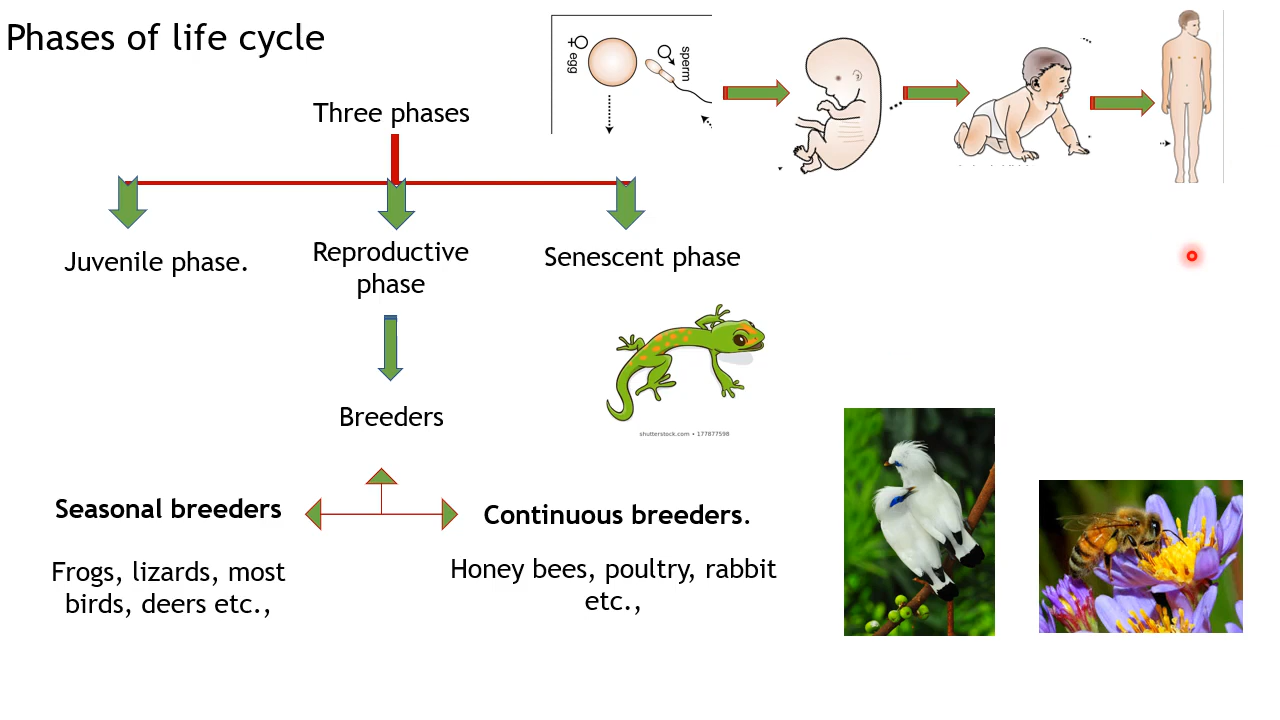 Phases of life cycle
♀ egg
♂ sperm
Three phases
Juvenile phase.
Reproductive
phase
Senescent phase
shutterstock.com • 177877598
Breeders
Seasonal breeders
Continuous breeders.
Frogs, lizards, most
birds, deers etc.,
Honey bees, poultry, rabbit
etc.,